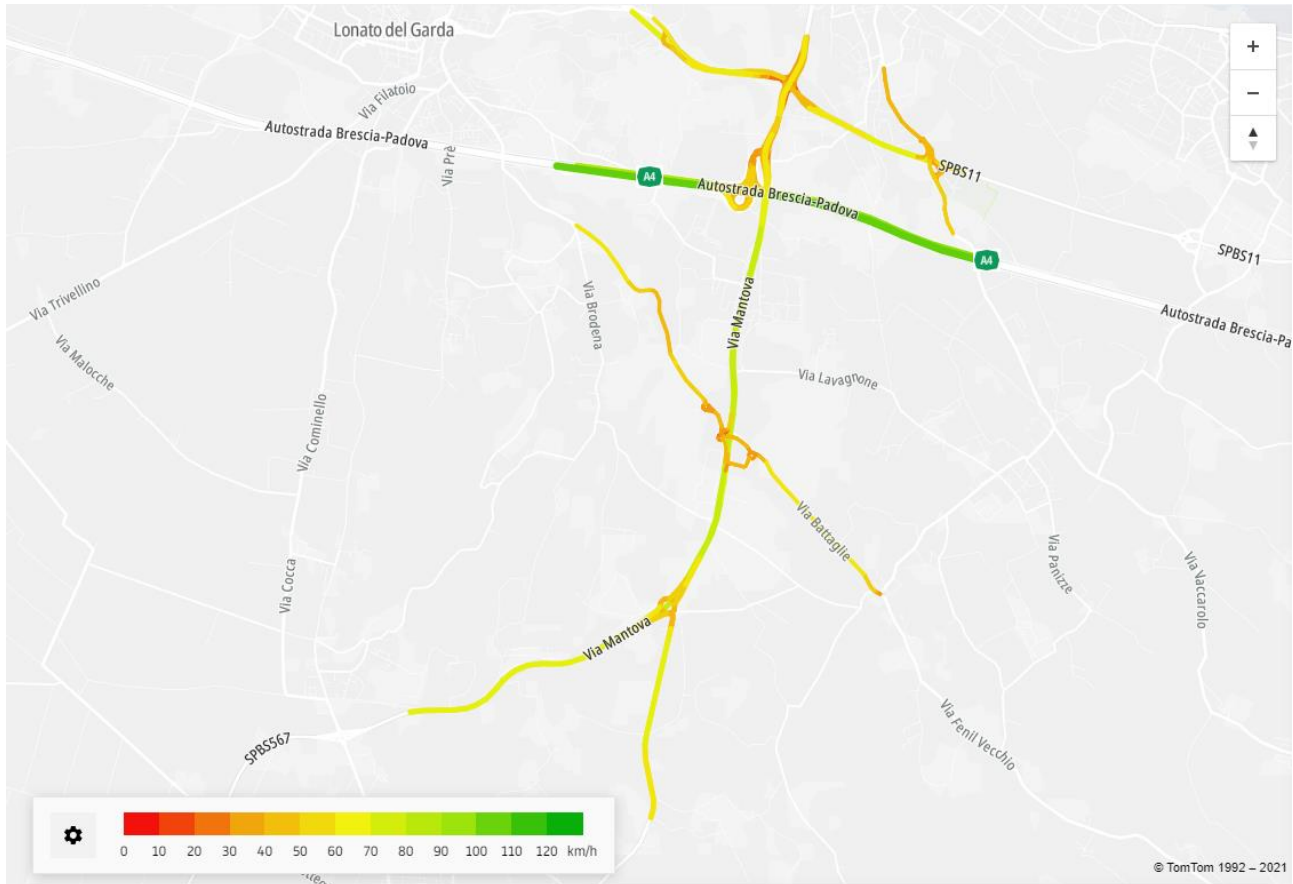 Lonato del Garda
+
−
Via Filatoio
Autostrada Brescia-Padova
Via Prè
SPBS11
A4
Autostrada Brescia-Padova
SPBS11
A4
Via Trivellino
Via Brodena
Via Mantova
Autostrada Brescia-Pa
Via Malocche
Via Lavagnone
Via Cominello
Via Battaglie
Via Cocca
Via Panizze
Via Vaccarolo
Via Mantova
SPBS567
Via Fenil Vecchio
0 10 20 30 40 50 60 70 80 90 100 110 120 km/h
© TomTom 1992 – 2021